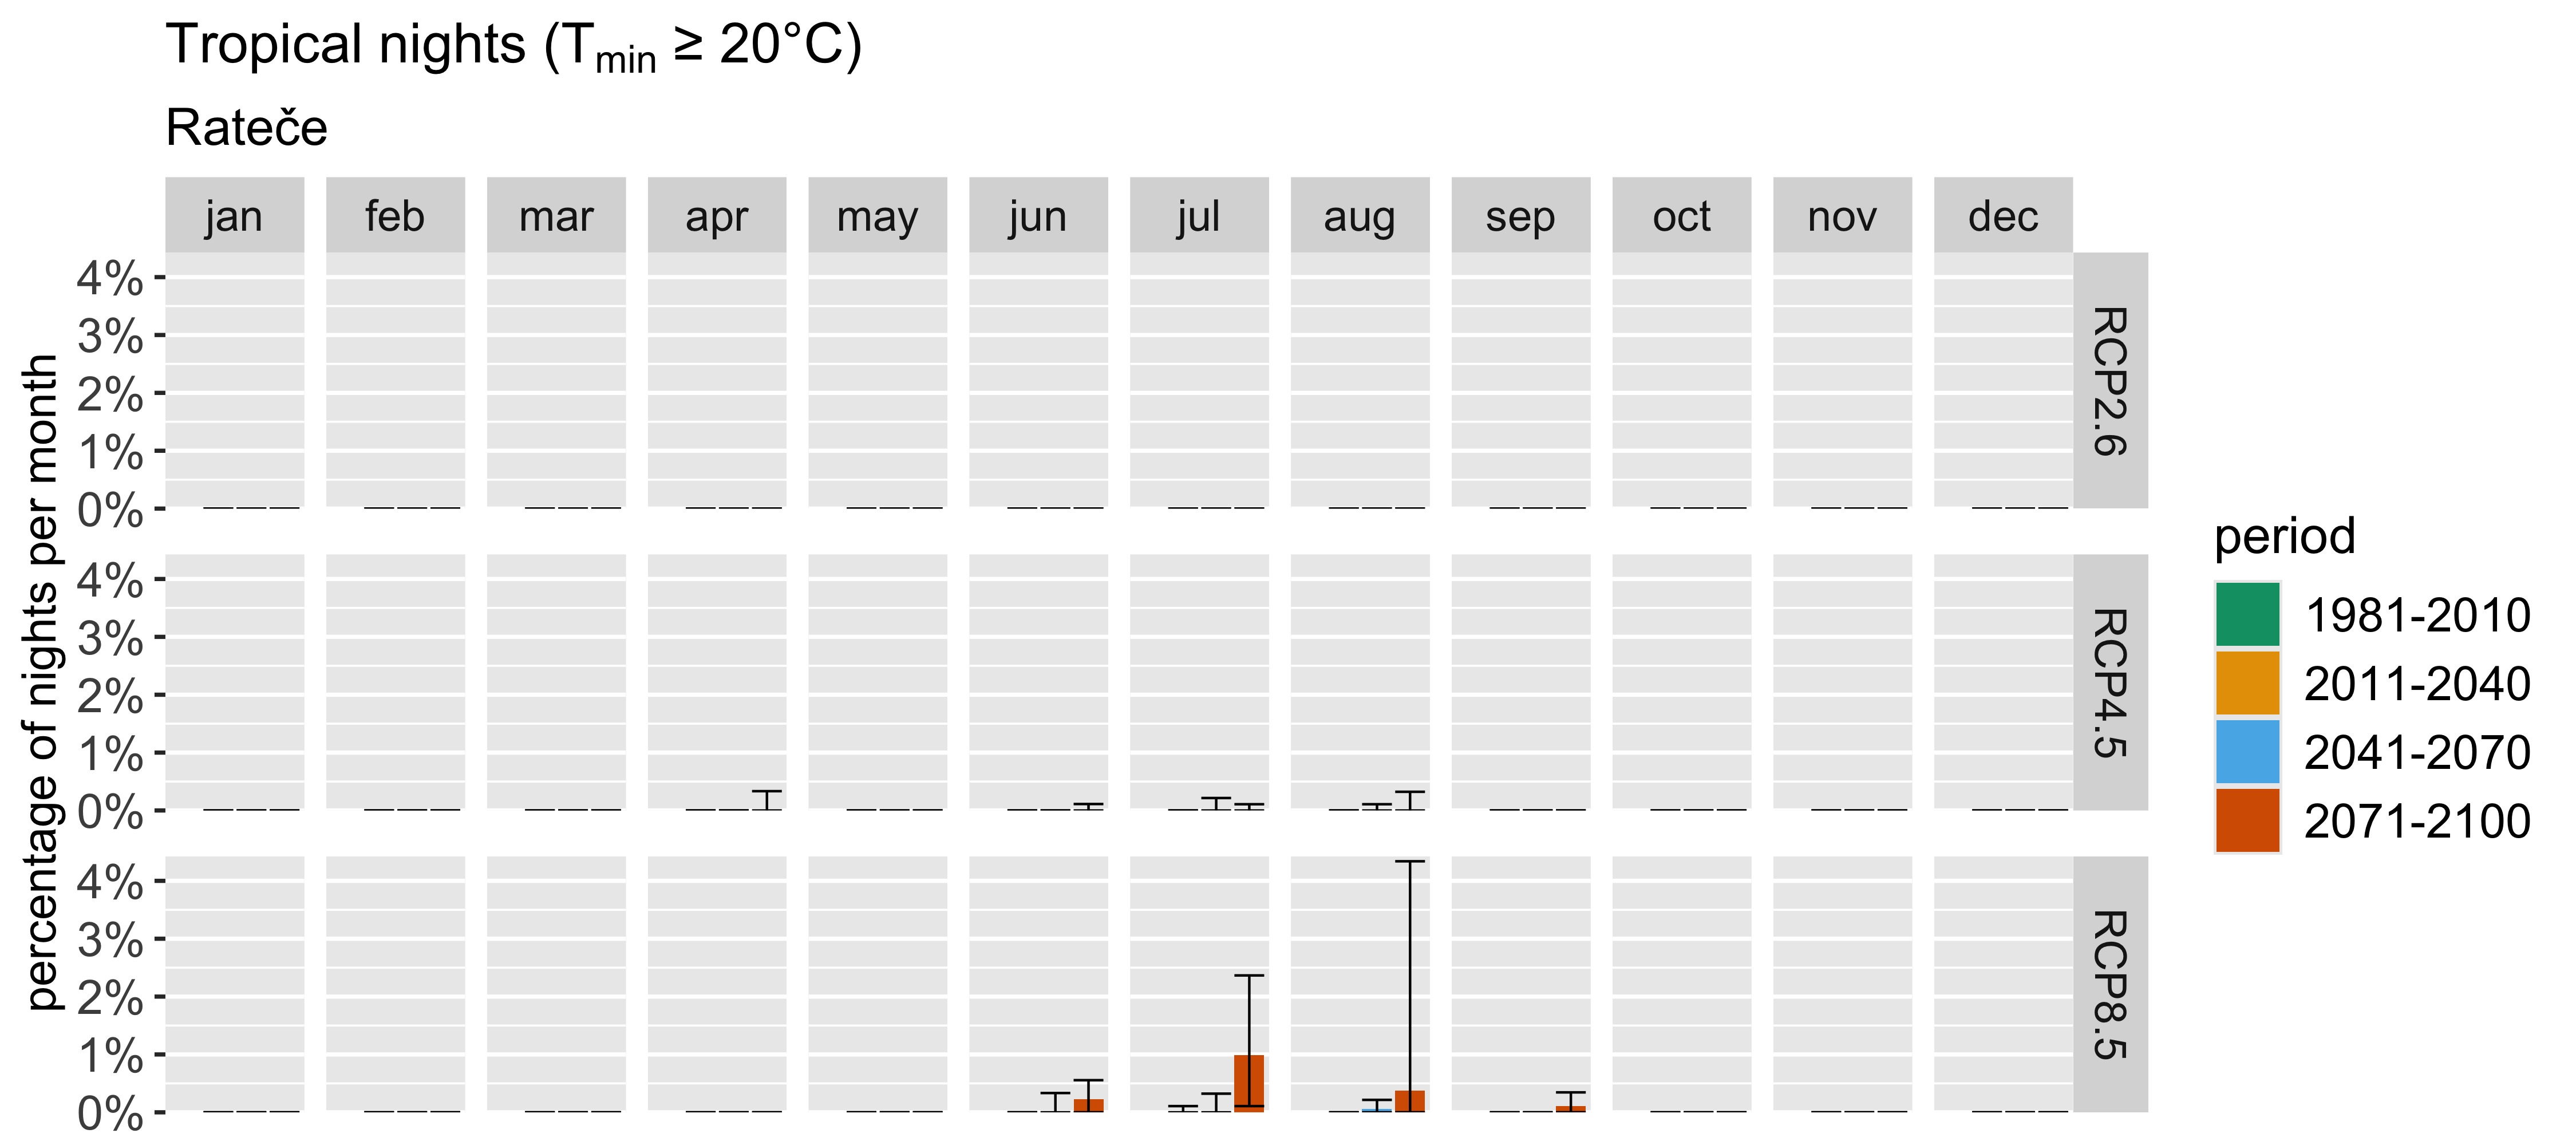 Tropical nights (Tmin ≥ 20°C)
Rateče
jan feb mar apr may jun jul aug sep oct nov dec
percentage of nights per month
4%
3%
2%
1%
0%
RCP2.6
4%
3%
2%
1%
0%
RCP4.5
4%
3%
2%
1%
0%
RCP8.5
period
1981-2010
2011-2040
2041-2070
2071-2100